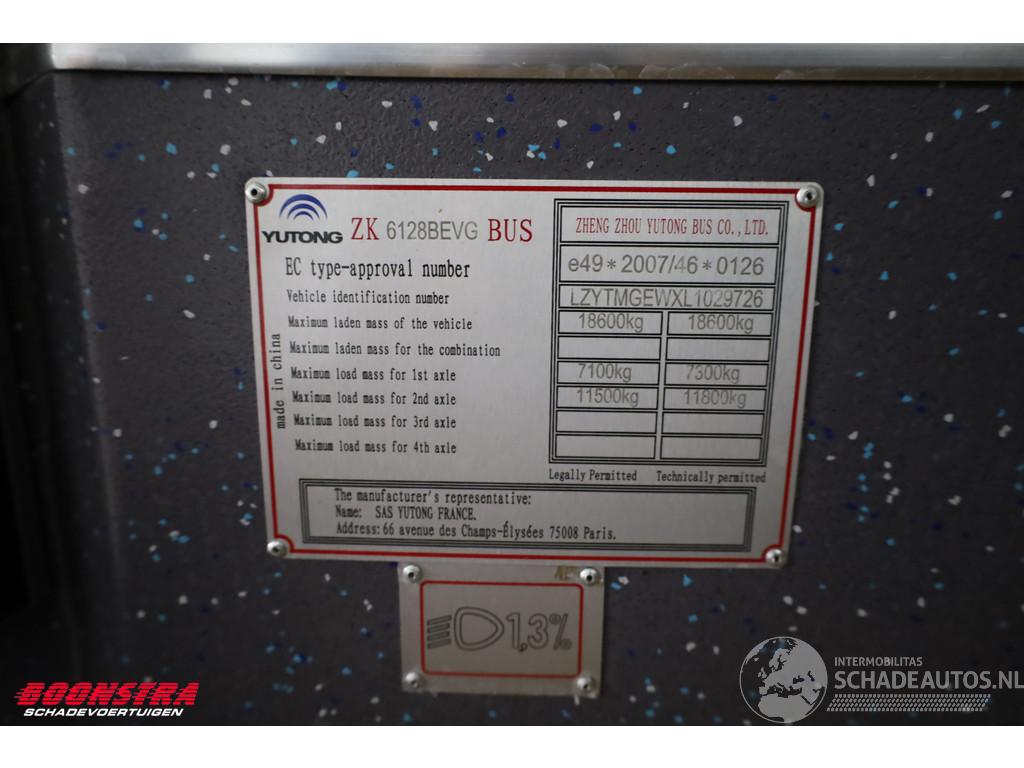 YUTONG ZK 6128BEVG BUS
ZHENG ZHOU YUTONG BUS CO.,LTD.
EC type-approval number
e49*2007/46*0126
Vehicle identification number
LZYTMGEWXL1029726
Maximum laden mass of the vehicle
18600kg 18600kg
Maximum laden mass for the combination
Maximum load mass for 1st axle
7100kg 7300kg
Maximum load mass for 2nd axle
11500kg 11800kg
Maximum load mass for 3rd axle
Maximum load mass for 4th axle
made in china
Legally Permitted Technically permitted
The manufacturer's representative:
Name: SAS YUTONG FRANCE.
Address:66 avenue des Champs-Élysées 75008 Paris.
1,3%
BOONSTRA
SCHADEVOERTUIGEN
INTERMOBILITAS
SCHADEAUTOS.NL